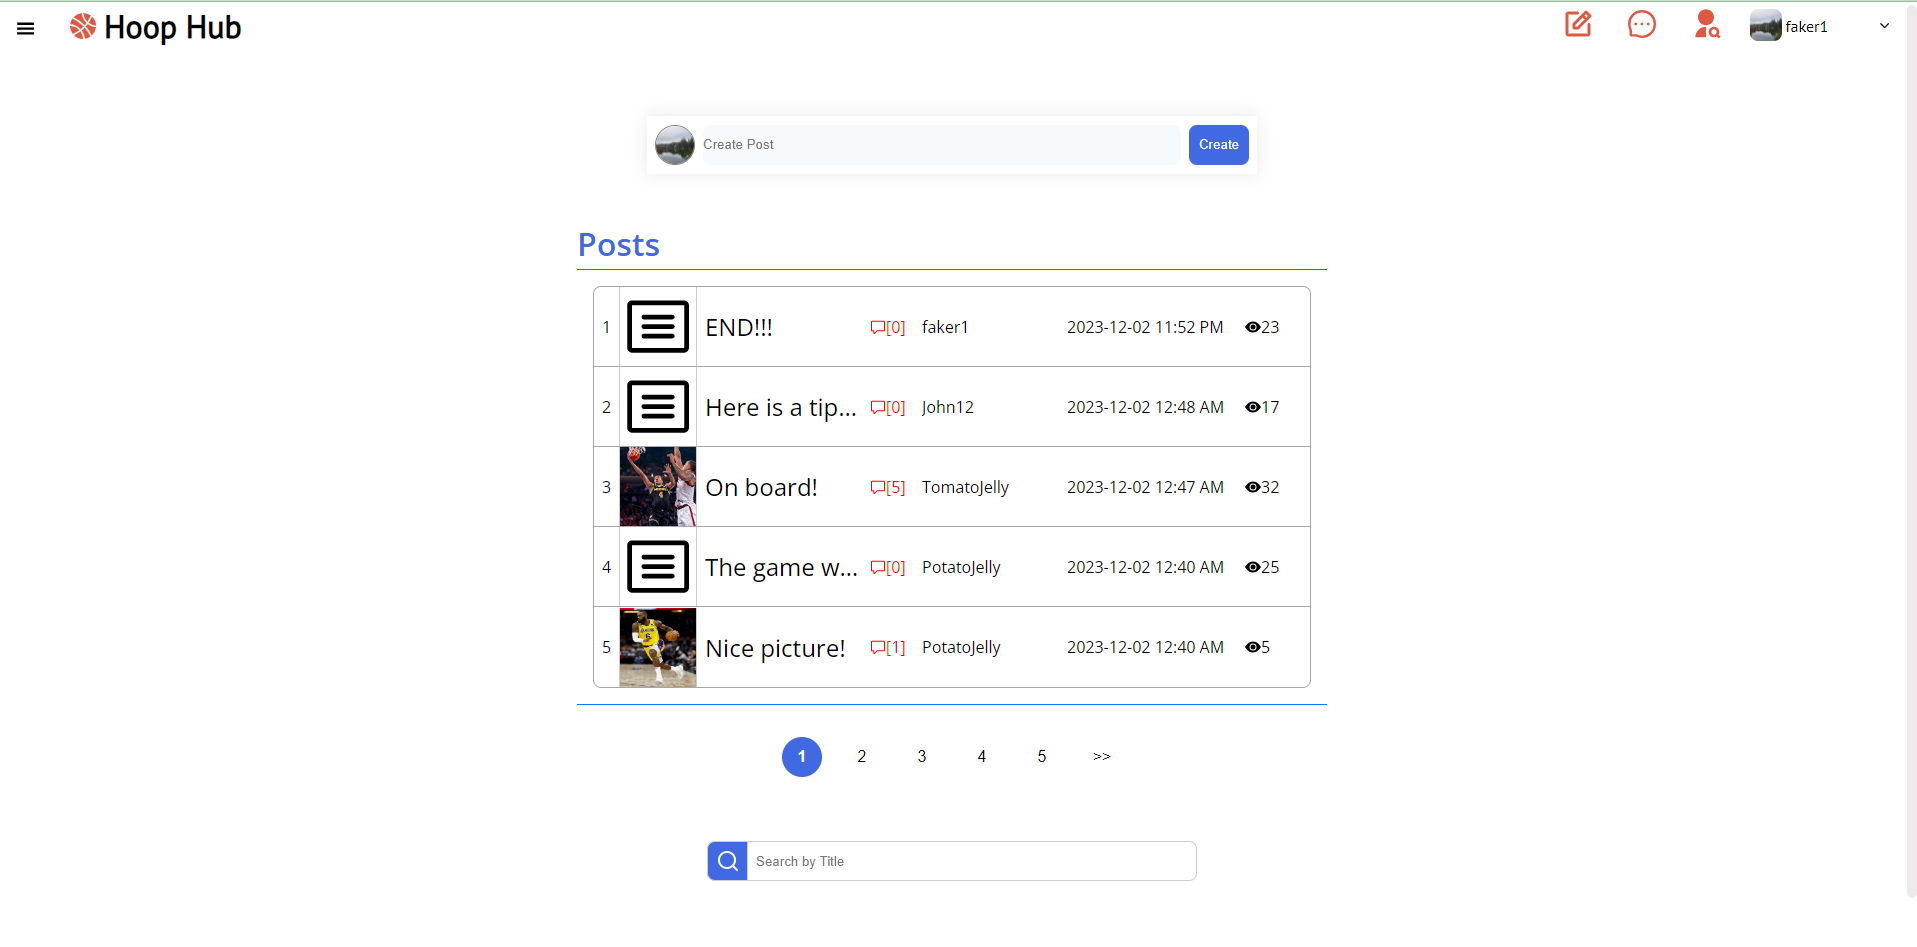 Hoop Hub
faker1
Create Post
Create
Posts
1 END!!! [0] faker1 2023-12-02 11:52 PM 23
2 Here is a tip... [0] John12 2023-12-02 12:48 AM 17
3 On board! [5] TomatoJelly 2023-12-02 12:47 AM 32
4 The game w... [0] PotatoJelly 2023-12-02 12:40 AM 25
5 Nice picture! [1] PotatoJelly 2023-12-02 12:40 AM 5
1 2 3 4 5 >>
Search by Title